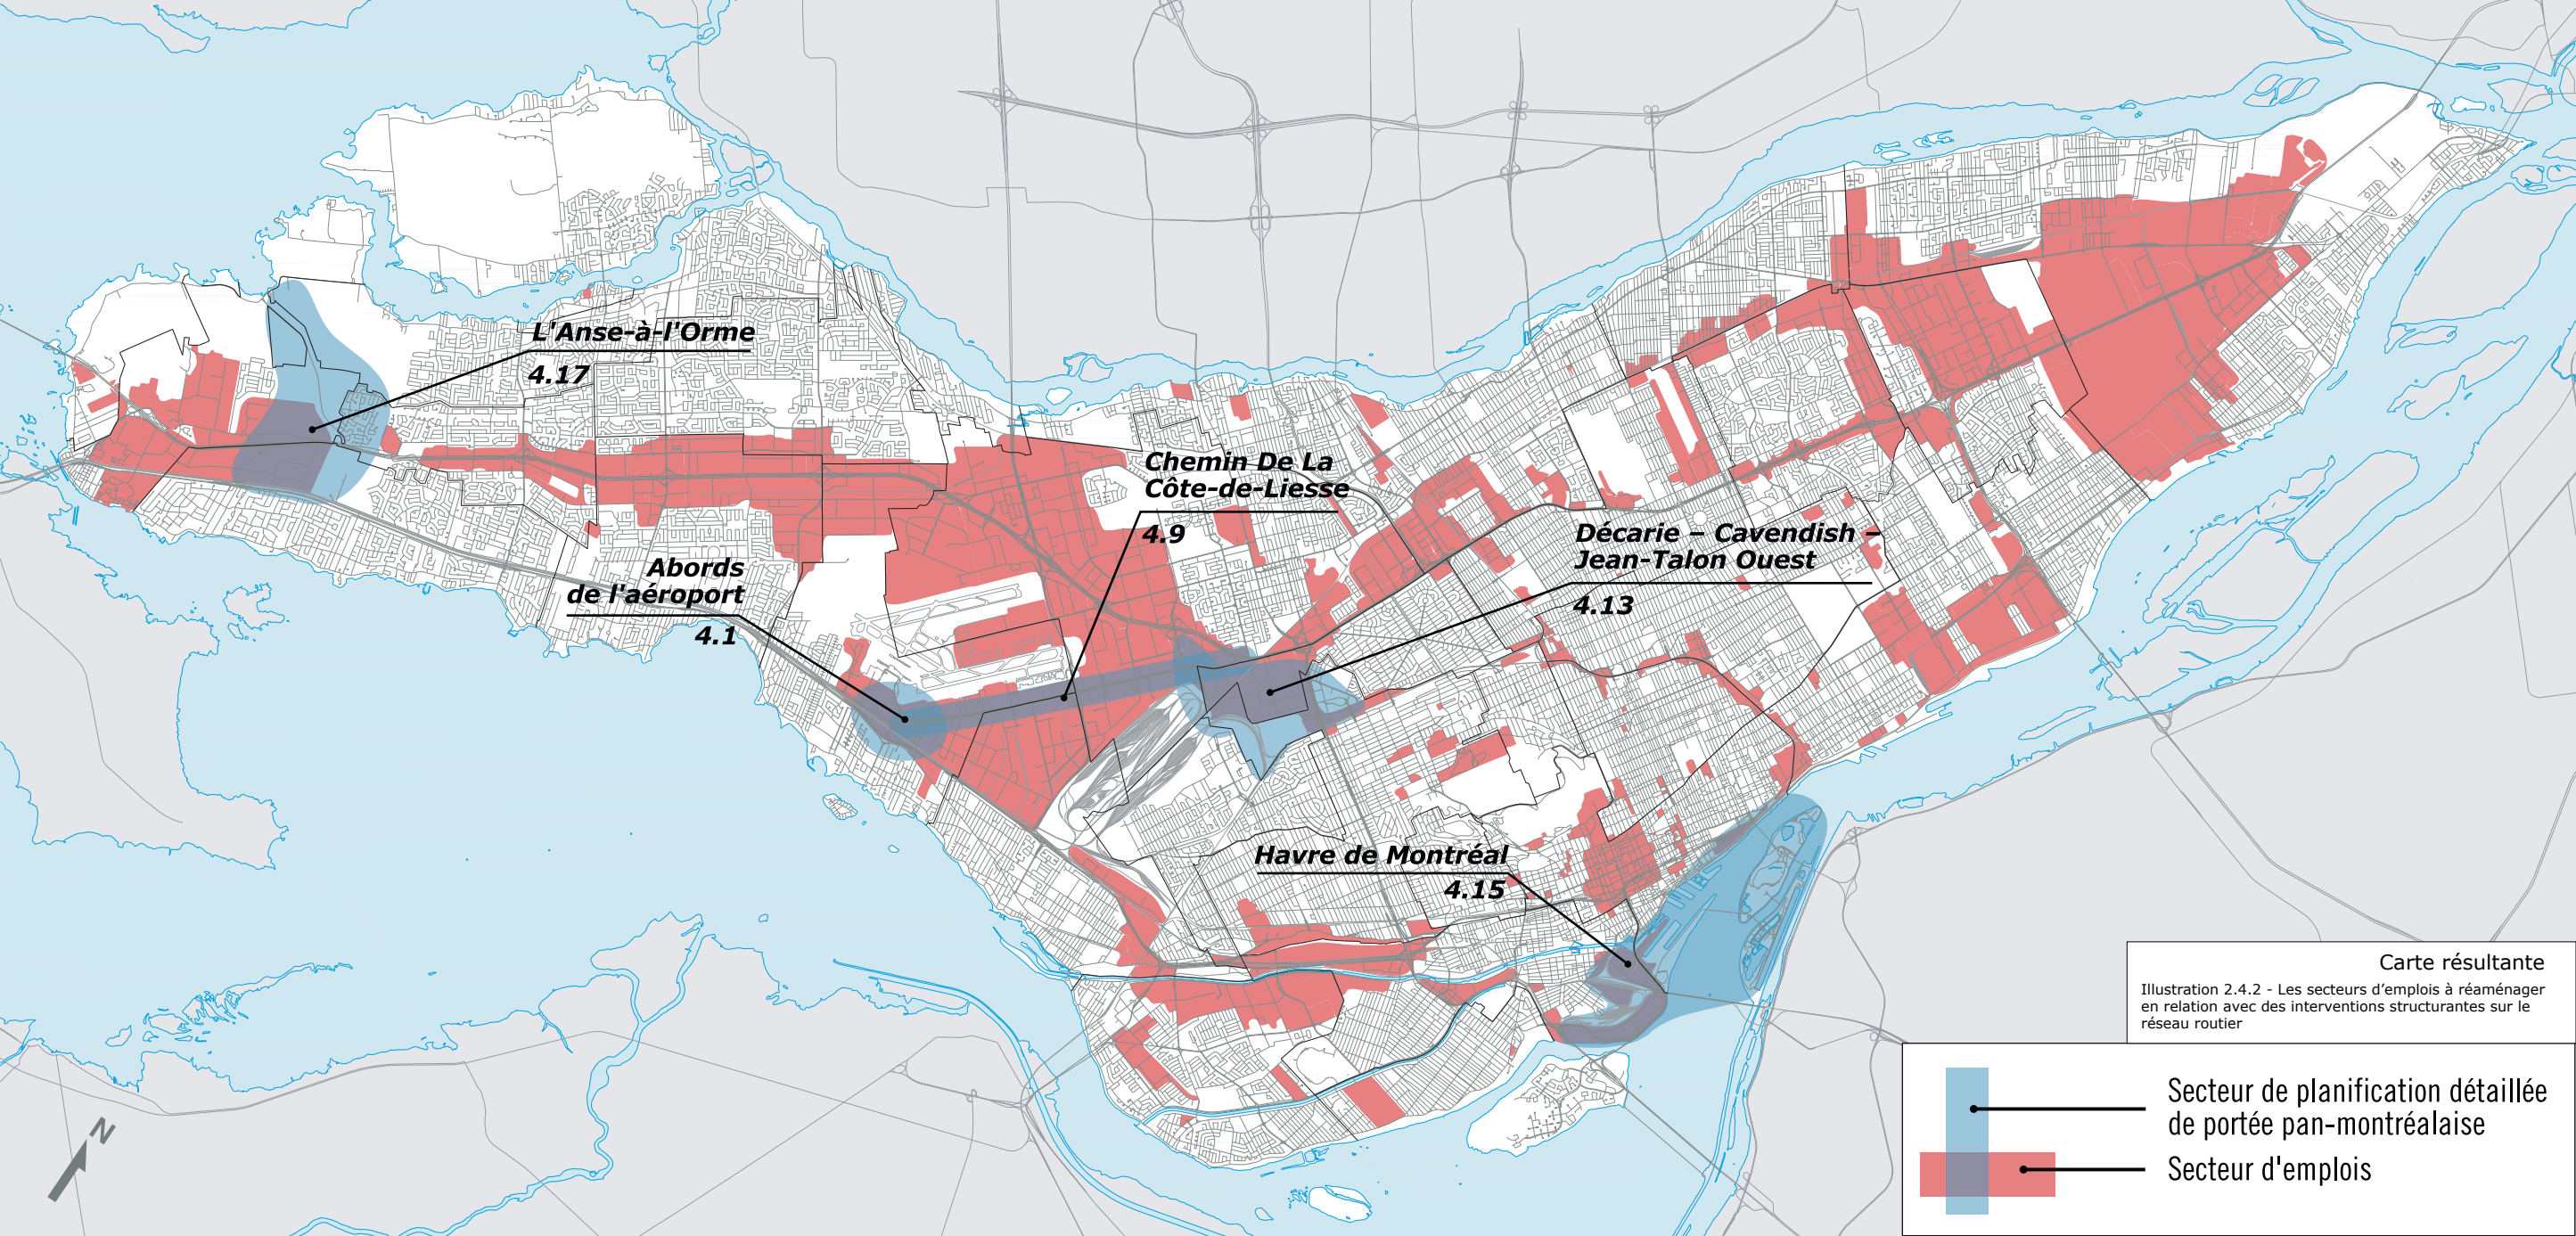 L'Anse-à-l'Orme
4.17
Chemin De La
Côte-de-Liesse
4.9
Décarie – Cavendish –
Jean-Talon Ouest
4.13
Abords
de l'aéroport
4.1
Havre de Montréal
4.15
Carte résultante
Illustration 2.4.2 - Les secteurs d'emplois à réaménager
en relation avec des interventions structurantes sur le
réseau routier
Secteur de planification détaillée
de portée pan-montréalaise
Secteur d'emplois
N